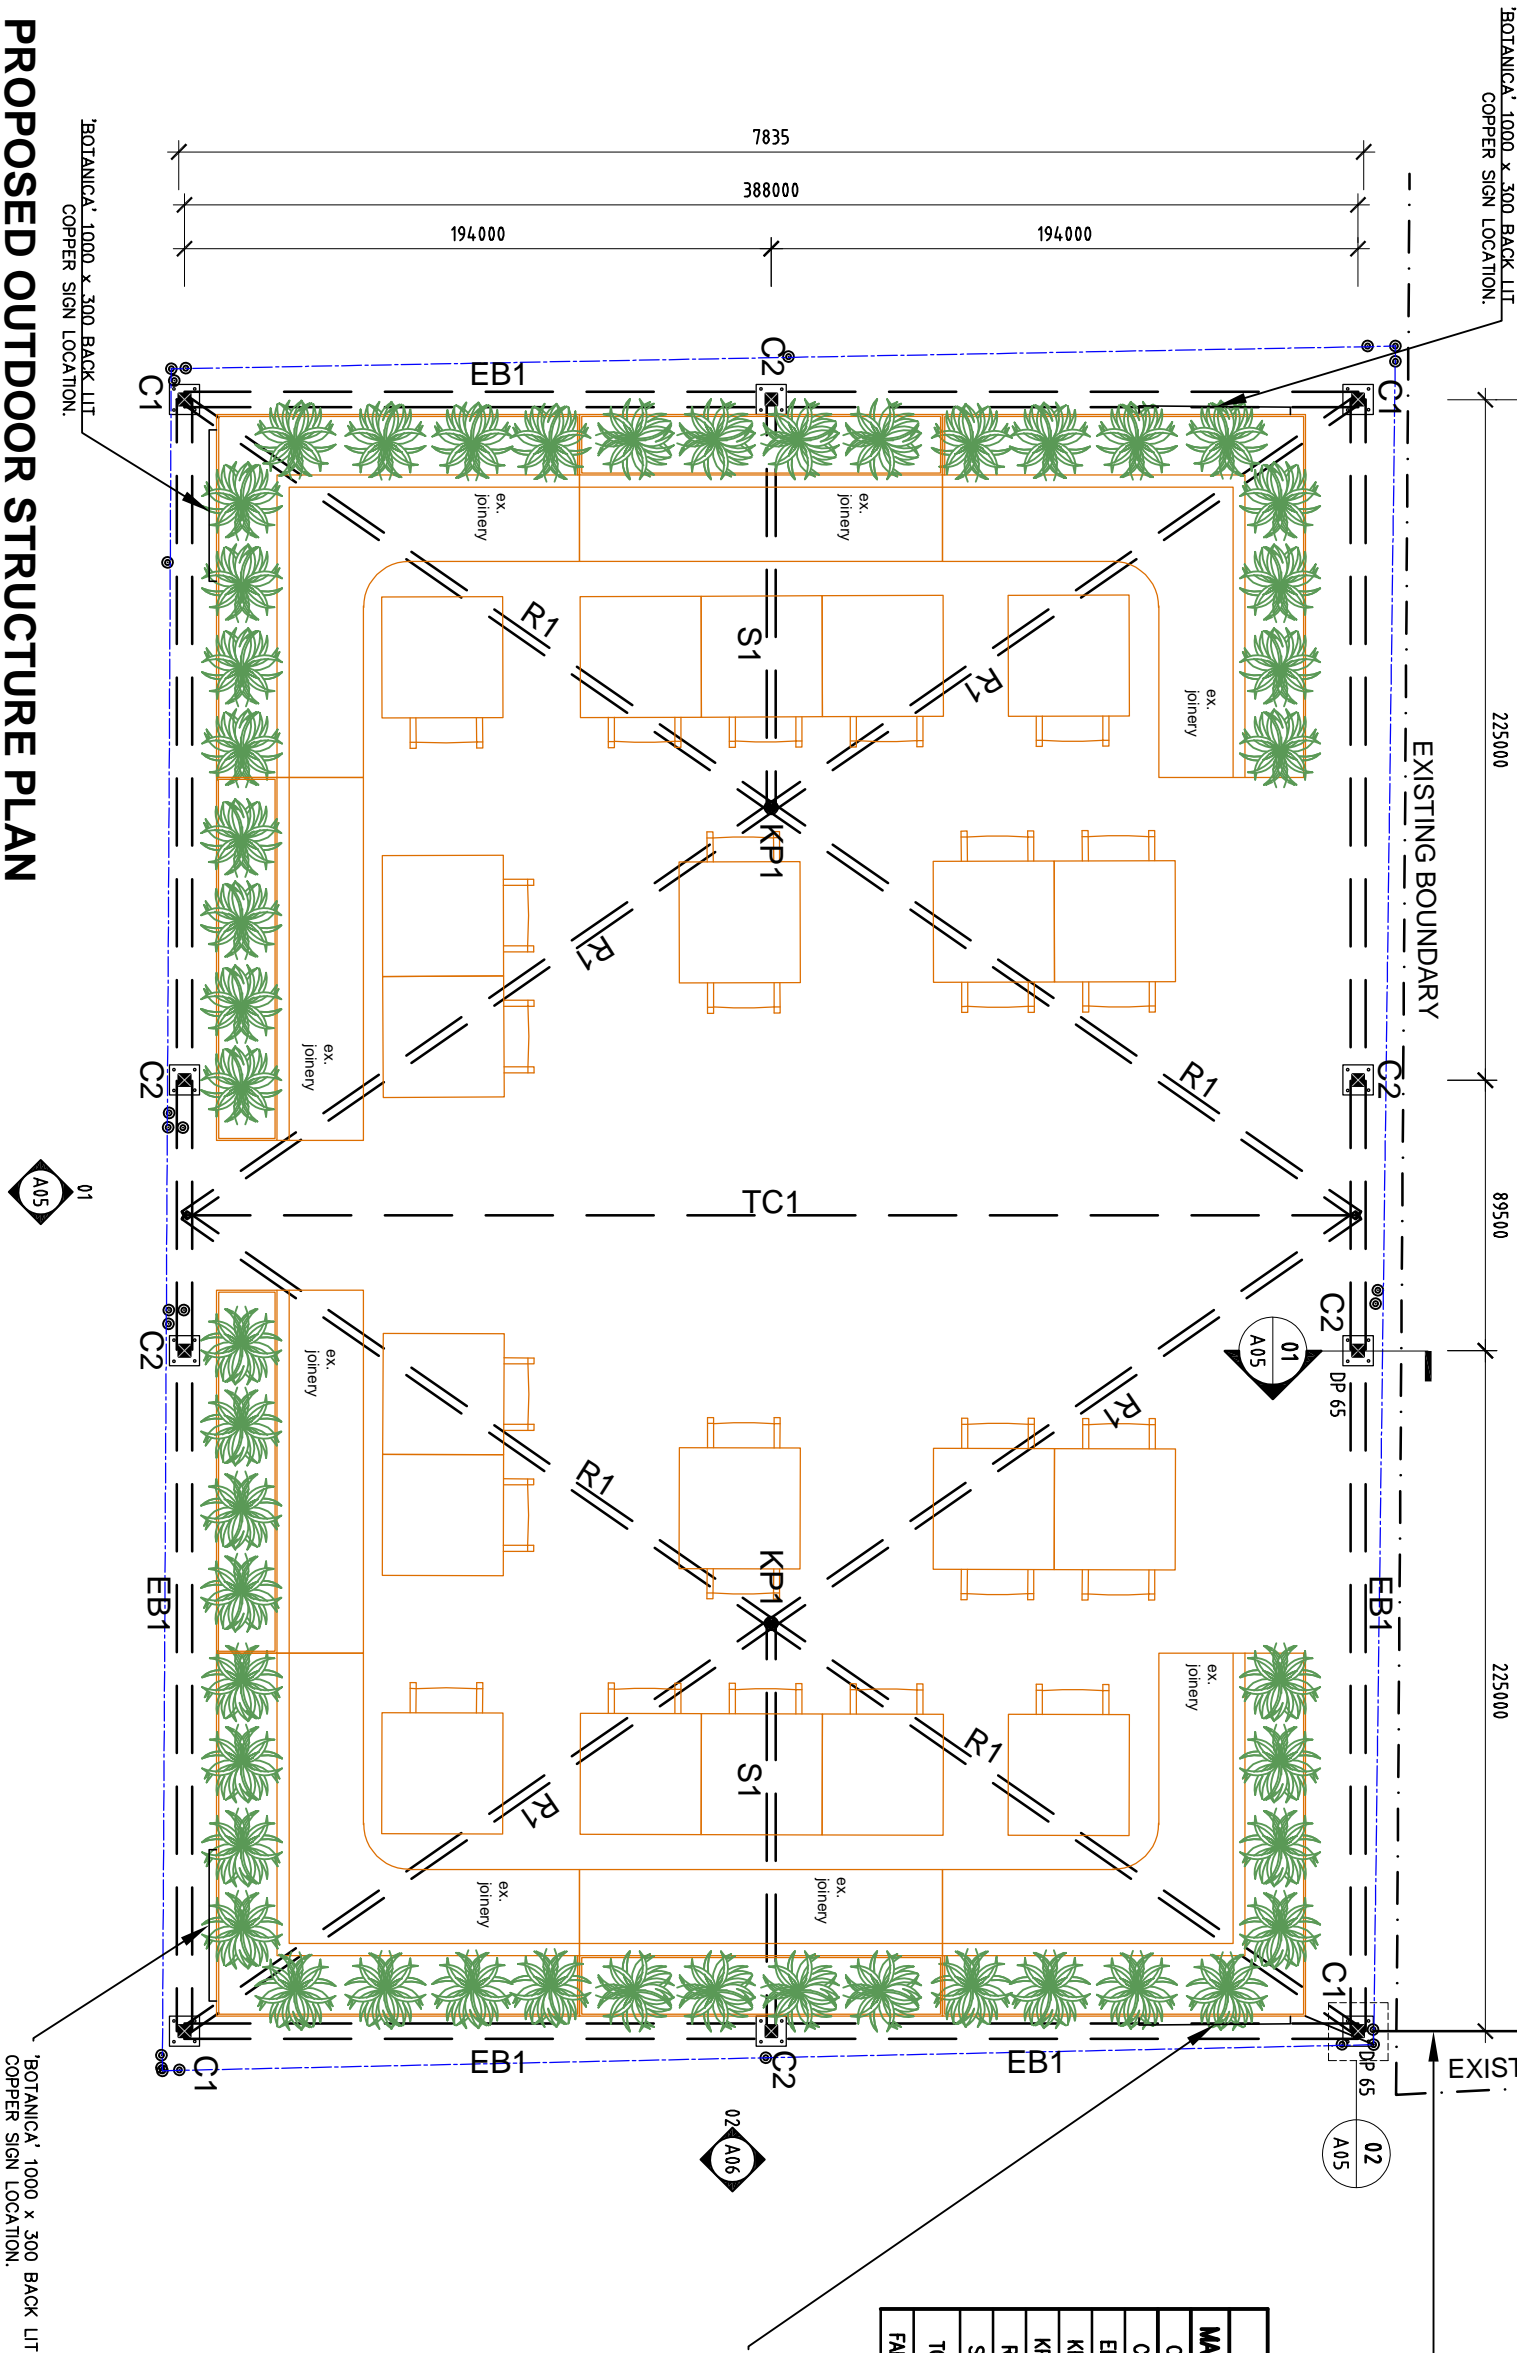 'BOTANICA' 1000 x 300 BACK LIT
COPPER SIGN LOCATION.
225000
89500
225000
EXISTING BOUNDARY
EXIST
7835
388000
194000
194000
C1
C2
C2
C1
DP 65
DP 65
01
A05
02
A05
EB1
EB1
C2
C2
EB1
EB1
ex.
joinery
ex.
joinery
ex.
joinery
ex.
joinery
ex.
joinery
ex.
joinery
ex.
joinery
ex.
joinery
R1
R1
R1
R1
R1
R1
R1
R1
S1
S1
KP1
KP1
TC1
C1
C2
C2
C1
EB1
01
A05
02
A06
'BOTANICA' 1000 x 300 BACK LIT
COPPER SIGN LOCATION.
'BOTANICA' 1000 x 300 BACK LIT
COPPER SIGN LOCATION.
PROPOSED OUTDOOR STRUCTURE PLAN